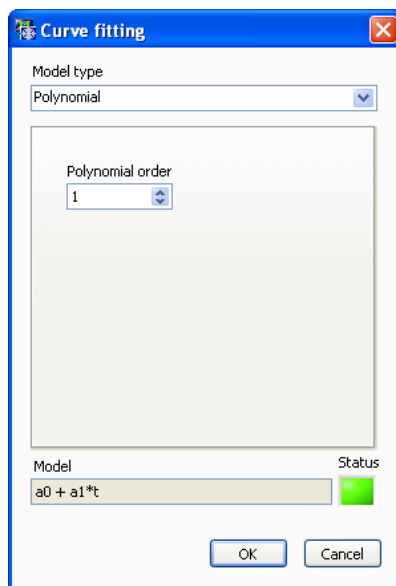 Curve fitting
Model type
Polynomial
Polynomial order
1
Model
Status
a0 + a1*t
OK
Cancel